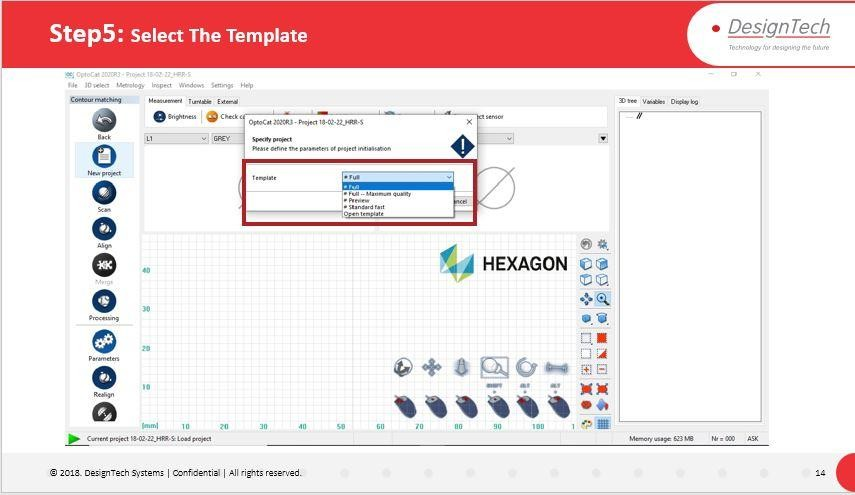 Step5: Select The Template
DesignTech
Technology for designing the future
OptoCat 2020R3 - Project 18-02-22_HRR-S
File 3D select Metrology Inspect Windows Settings Help
Contour matching
Measurement Turntable External
3D tree Variables Display log
Brightness Check c
ct sensor
//
L1 GREY
OptoCat 2020R3 - Project 18-02-22_HRR-S
Specify project
Please define the parameters of project initialisation
Template # Full
# Full
# Full -- Maximum quality
# Preview
# Standard fast
Open template
ancel
Back
New project
Scan
Align
Merge
Processing
Parameters
Realign
HEXAGON
40
30
20
10
SHIFT ALT ALT
[mm] 10 20 30 40 50 60 70 80 90 100 1
Current project 18-02-22_HRR-S: Load project
Memory usage: 623 MB Nr = 000 ASK
© 2018. DesignTech Systems | Confidential | All rights reserved.
14